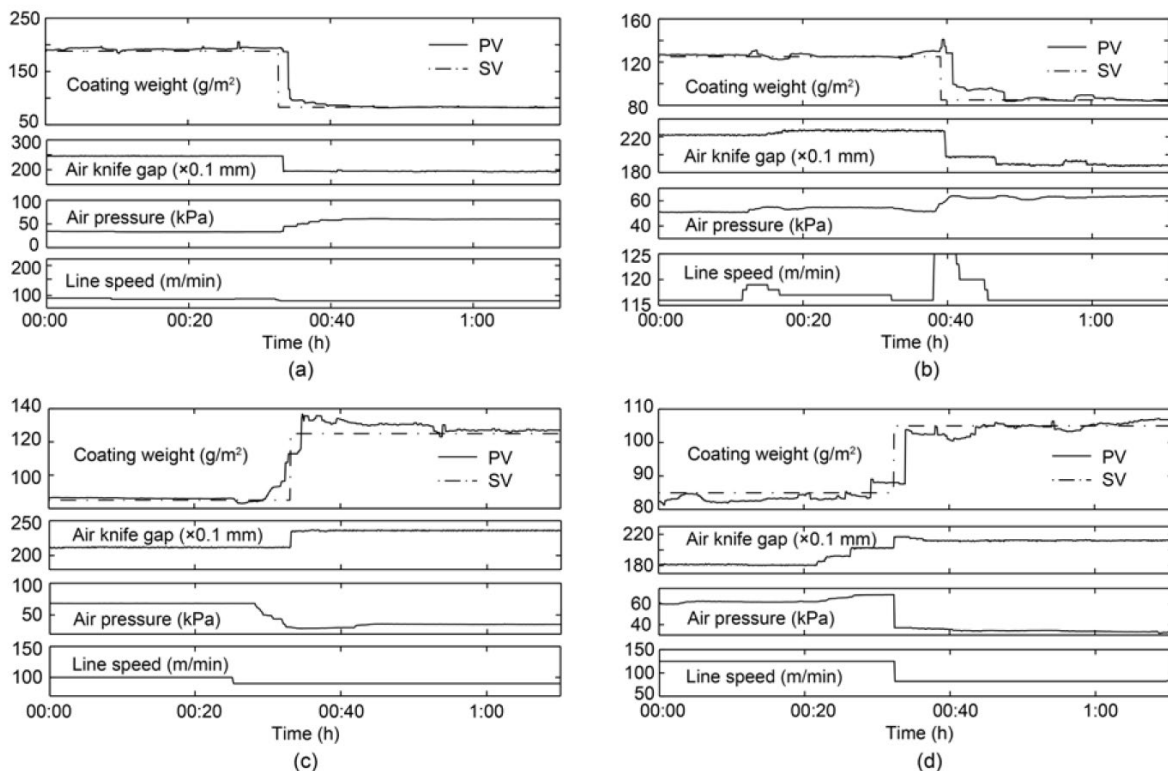 250
150
50
PV
SV
Coating weight (g/m²)
300
200
Air knife gap (×0.1 mm)
100
50
0
Air pressure (kPa)
200
100
Line speed (m/min)
00:00 00:20 00:40 1:00
Time (h)
(a)
160
120
80
PV
SV
Coating weight (g/m²)
220
180
Air knife gap (×0.1 mm)
60
40
Air pressure (kPa)
125
115
Line speed (m/min)
00:00 00:20 00:40 1:00
Time (h)
(b)
140
120
100
80
Coating weight (g/m²)
PV
SV
250
200
Air knife gap (×0.1 mm)
100
50
Air pressure (kPa)
150
100
Line speed (m/min)
00:00 00:20 00:40 1:00
Time (h)
(c)
110
100
90
80
Coating weight (g/m²)
PV
SV
220
180
Air knife gap (×0.1 mm)
60
40
Air pressure (kPa)
150
100
50
Line speed (m/min)
00:00 00:20 00:40 1:00
Time (h)
(d)